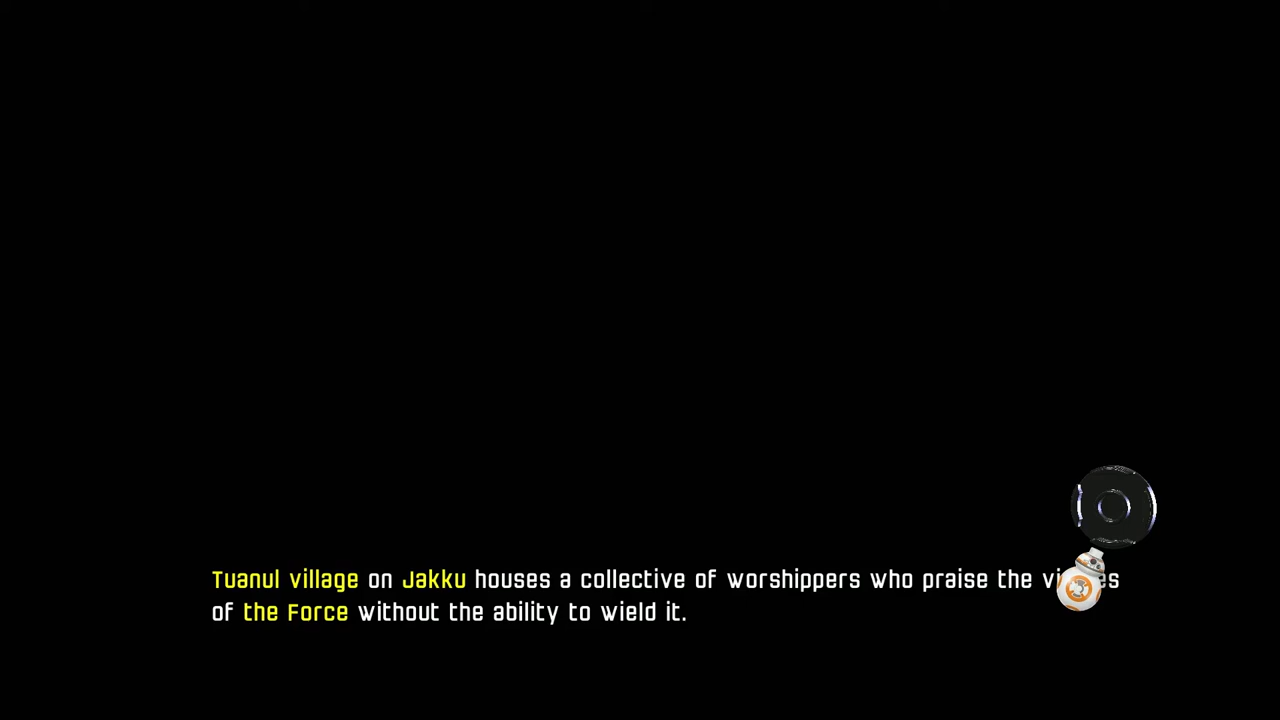 Tuanul village on Jakku houses a collective of worshippers who praise the
of the Force without the ability to wield it.